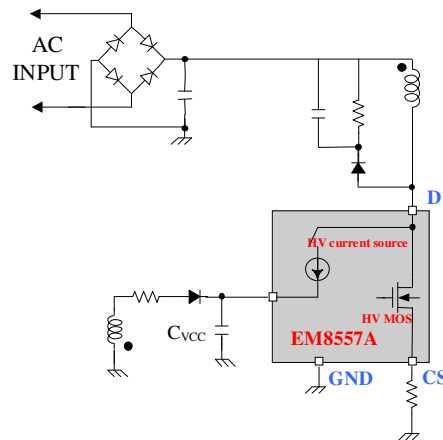 AC
INPUT
D
HV current source
HV MOS
CVCC
EM8557A
GND
CS